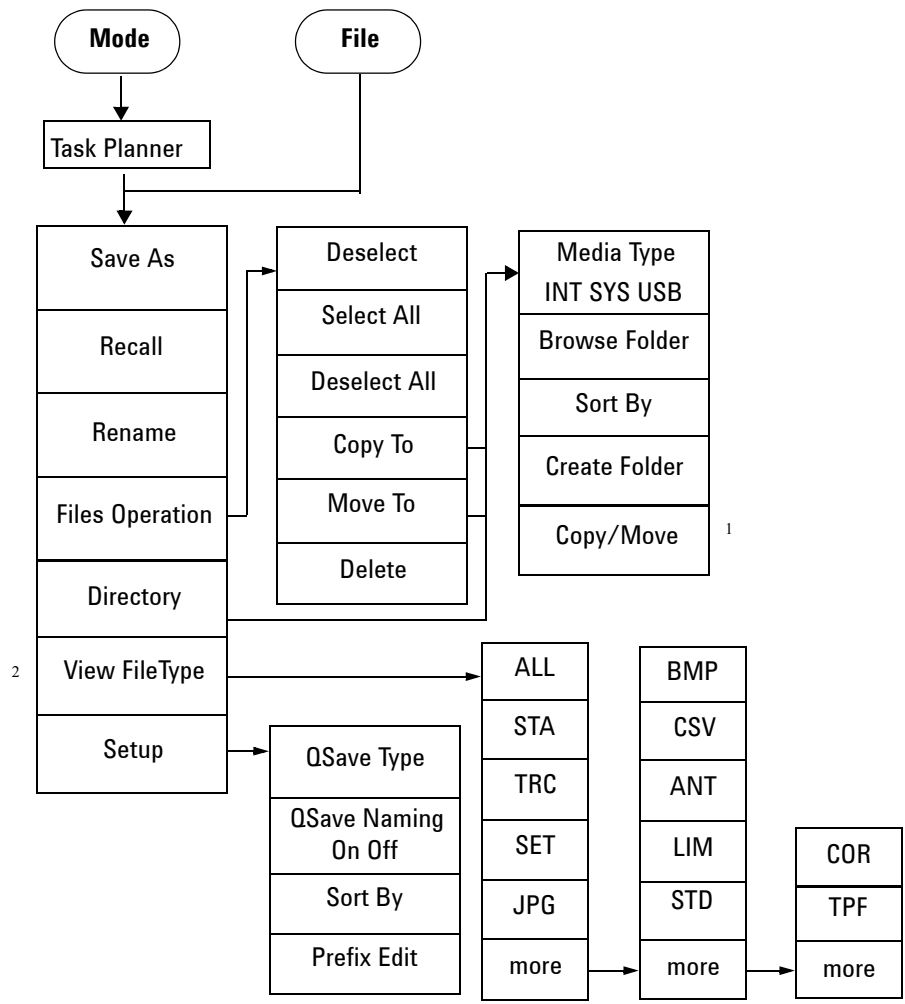 Mode
File
Task Planner
Save As
Recall
Rename
Files Operation
Directory
2
View FileType
Setup
Deselect
Select All
Deselect All
Copy To
Move To
Delete
Media Type
INT SYS USB
Browse Folder
Sort By
Create Folder
Copy/Move
1
QSave Type
QSave Naming
On Off
Sort By
Prefix Edit
ALL
STA
TRC
SET
JPG
more
BMP
CSV
ANT
LIM
STD
more
COR
TPF
more